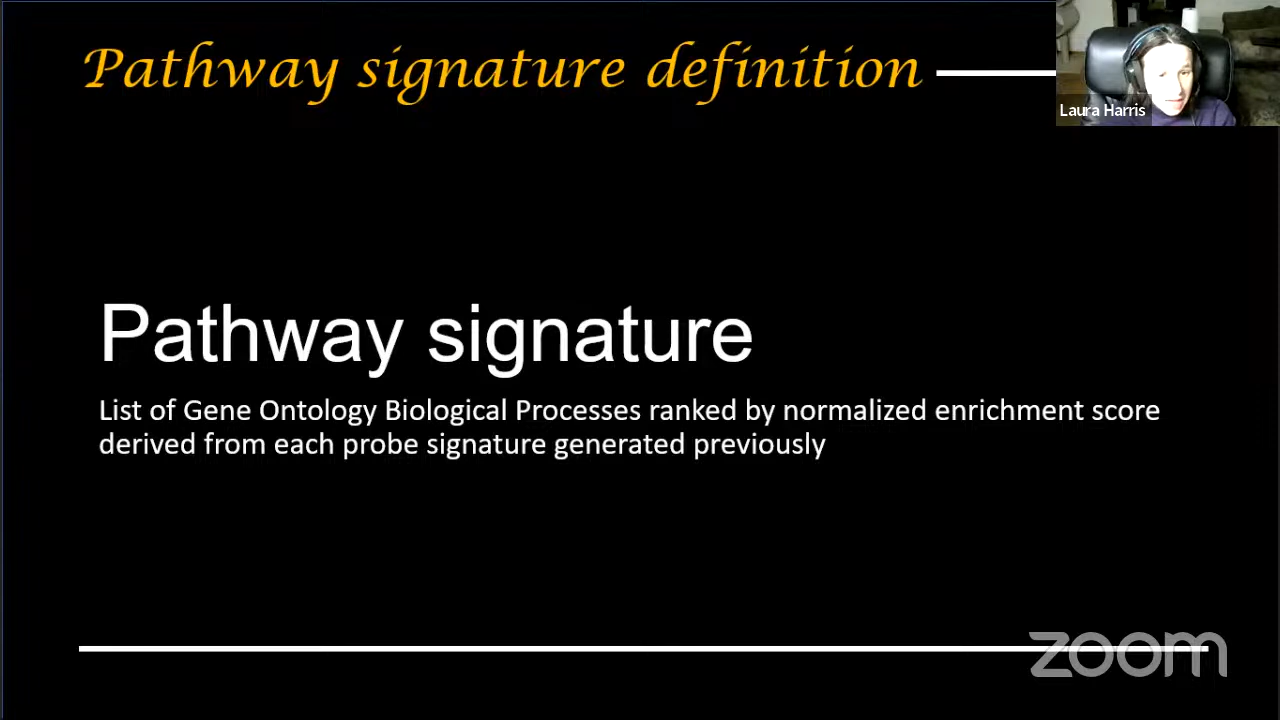 Pathway signature definition
Laura Harris
Pathway signature
List of Gene Ontology Biological Processes ranked by normalized enrichment score
derived from each probe signature generated previously
zoom